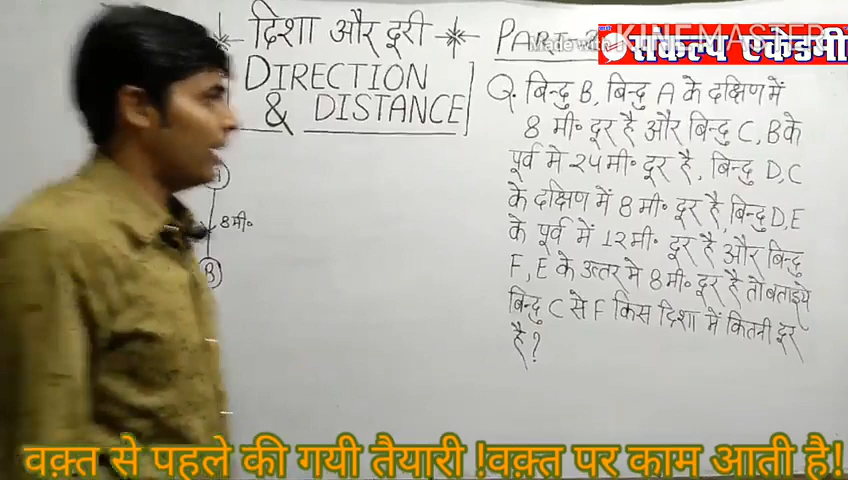 दिशा और दूरी
DIRECTION
& DISTANCE
PART
Made with
KINEMASTER
संकल्प एकेडमी
Q. बिन्दु B, बिन्दु A के दक्षिण में
8 मी॰ दूर है और बिन्दु C, B के
पूर्व में 24 मी॰ दूर है, बिन्दु D, C
के दक्षिण में 8 मी॰ दूर है, बिन्दु D, E
के पूर्व में 12 मी॰ दूर है और बिन्दु
F, E के उत्तर में 8 मी॰ दूर है तो बताइये
बिन्दु C से F किस दिशा में कितनी दूर
है?
A
8 मी॰
B
वक़्त से पहले की गयी तैयारी !वक़्त पर काम आती है!